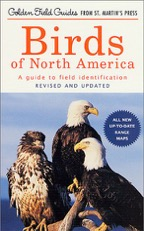 Golden Field Guides FROM ST. MARTIN'S PRESS
Birds
of North America
A guide to field identification
REVISED AND UPDATED
ALL NEW
UP-TO-DATE
RANGE
MAPS